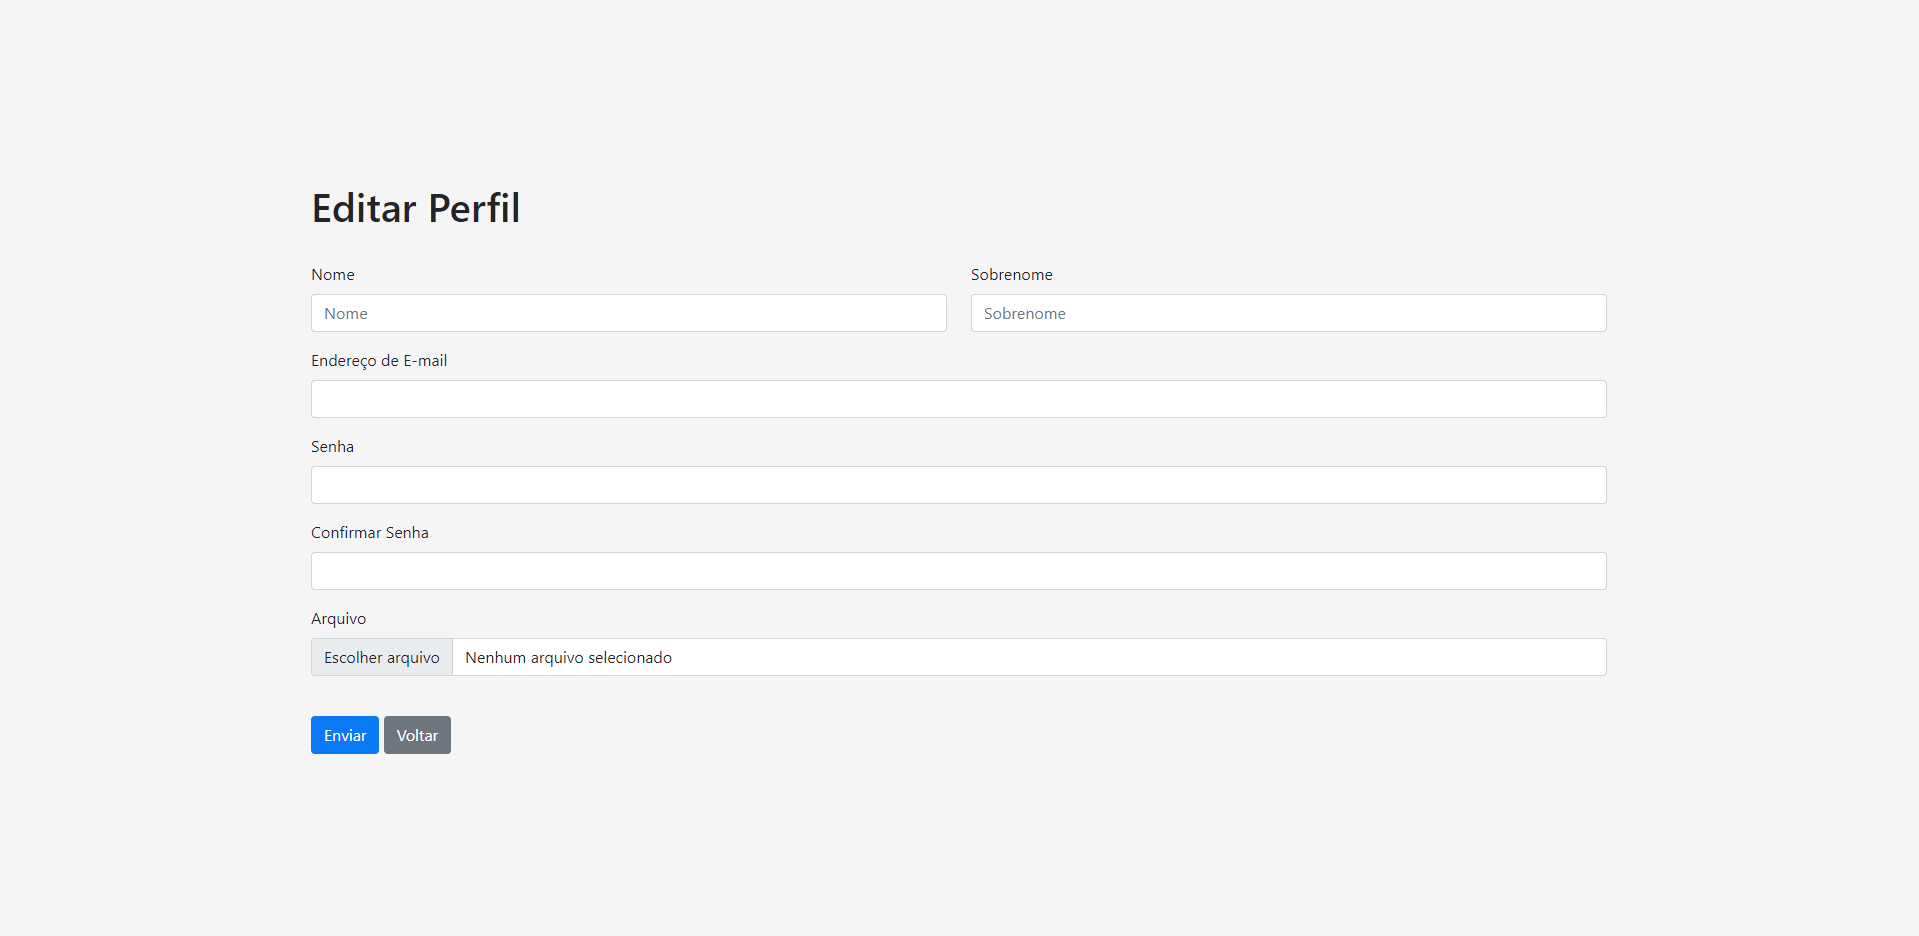 Editar Perfil
Nome
Sobrenome
Nome
Sobrenome
Endereço de E-mail
Senha
Confirmar Senha
Arquivo
Escolher arquivo
Nenhum arquivo selecionado
Enviar
Voltar